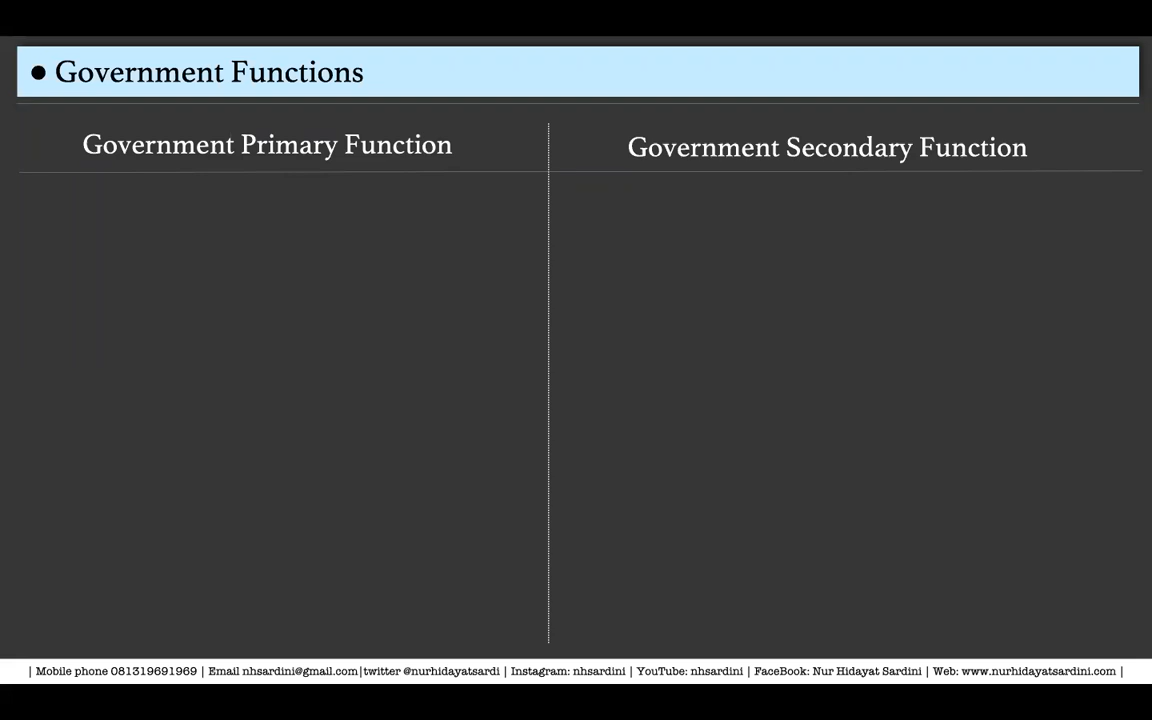 ● Government Functions
Government Primary Function
Government Secondary Function
| Mobile phone 081319691969 | Email nhsardini@gmail.com|twitter @nurhidayatsardi | Instagram: nhsardini | YouTube: nhsardini | FaceBook: Nur Hidayat Sardini | Web: www.nurhidayatsardini.com |